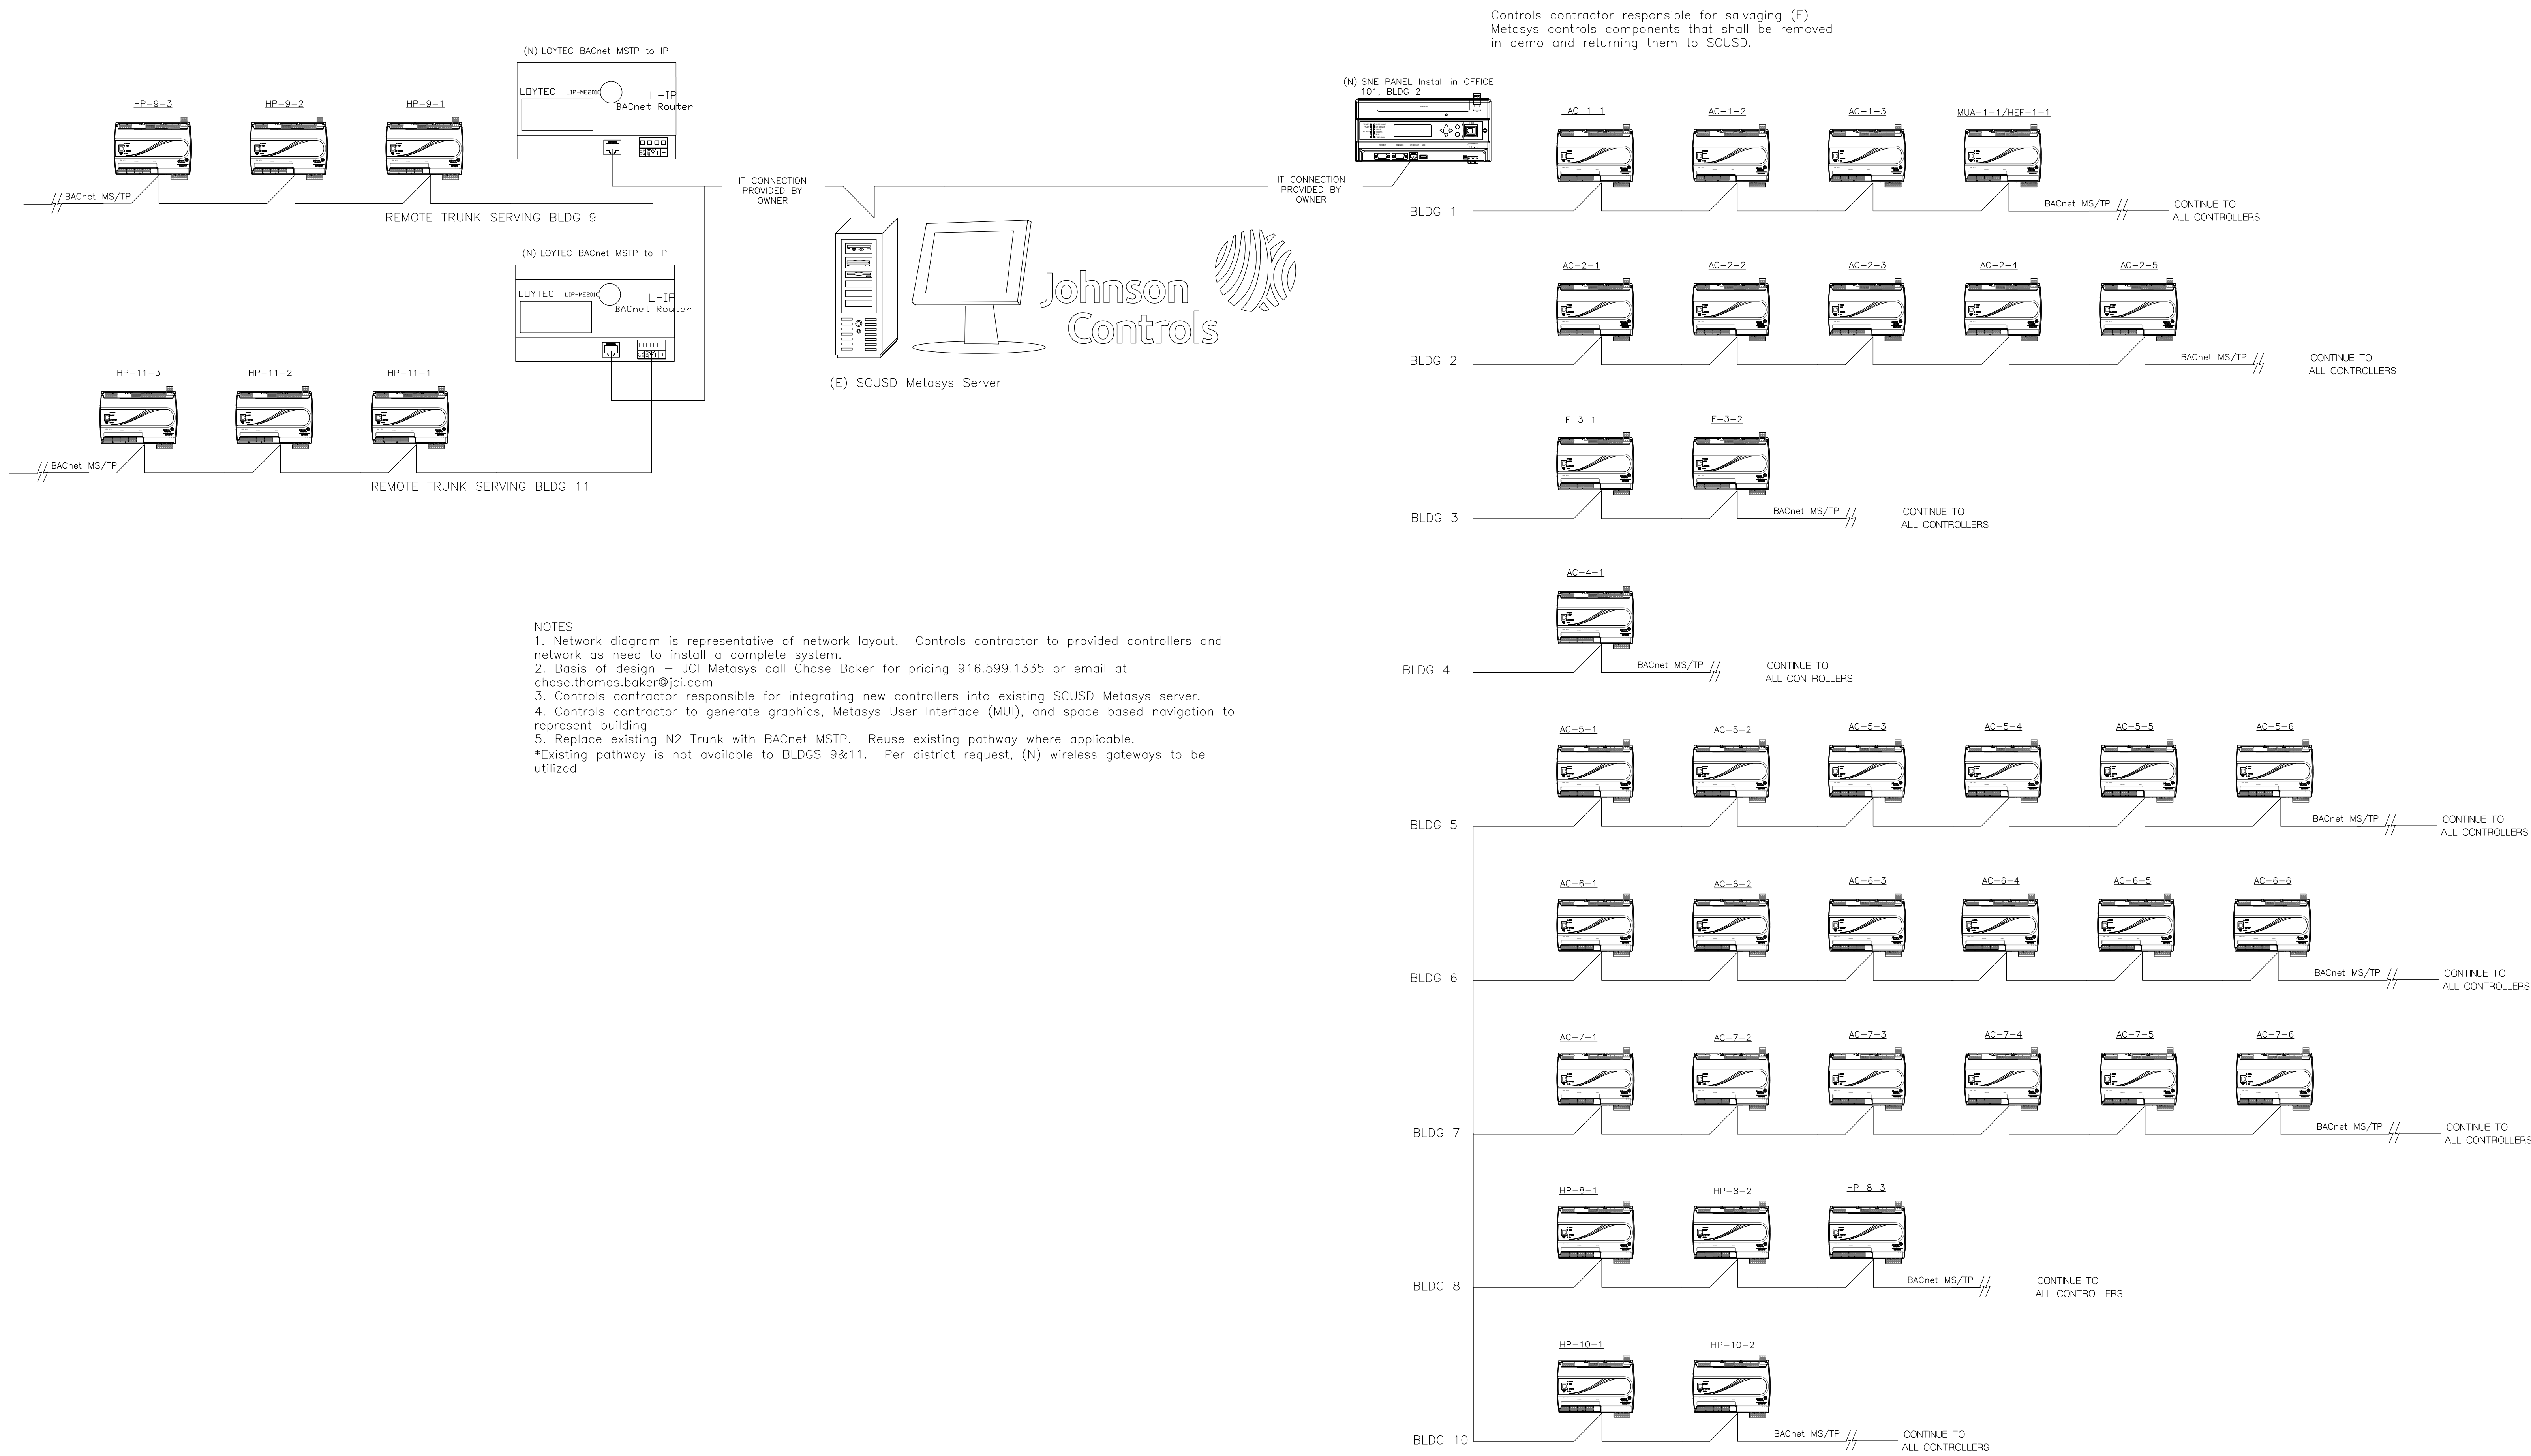 Controls contractor responsible for salvaging (E)
Metasys controls components that shall be removed
in demo and returning them to SCUSD.
(N) LOYTEC BACnet MSTP to IP
LOYTEC LIP-ME201C
L-IP
BACnet Router
HP-9-3 HP-9-2 HP-9-1
BACnet MS/TP
REMOTE TRUNK SERVING BLDG 9
IT CONNECTION
PROVIDED BY
OWNER
(N) LOYTEC BACnet MSTP to IP
LOYTEC LIP-ME201C
L-IP
BACnet Router
HP-11-3 HP-11-2 HP-11-1
BACnet MS/TP
REMOTE TRUNK SERVING BLDG 11
Johnson
Controls
(E) SCUSD Metasys Server
IT CONNECTION
PROVIDED BY
OWNER
(N) SNE PANEL Install in OFFICE
101, BLDG 2
AC-1-1 AC-1-2 AC-1-3 MUA-1-1/HEF-1-1
BLDG 1
BACnet MS/TP
CONTINUE TO
ALL CONTROLLERS
AC-2-1 AC-2-2 AC-2-3 AC-2-4 AC-2-5
BLDG 2
BACnet MS/TP
CONTINUE TO
ALL CONTROLLERS
F-3-1 F-3-2
BLDG 3
BACnet MS/TP
CONTINUE TO
ALL CONTROLLERS
AC-4-1
BLDG 4
BACnet MS/TP
CONTINUE TO
ALL CONTROLLERS
AC-5-1 AC-5-2 AC-5-3 AC-5-4 AC-5-5 AC-5-6
BLDG 5
BACnet MS/TP
CONTINUE TO
ALL CONTROLLERS
AC-6-1 AC-6-2 AC-6-3 AC-6-4 AC-6-5 AC-6-6
BLDG 6
BACnet MS/TP
CONTINUE TO
ALL CONTROLLERS
AC-7-1 AC-7-2 AC-7-3 AC-7-4 AC-7-5 AC-7-6
BLDG 7
BACnet MS/TP
CONTINUE TO
ALL CONTROLLERS
HP-8-1 HP-8-2 HP-8-3
BLDG 8
BACnet MS/TP
CONTINUE TO
ALL CONTROLLERS
HP-10-1 HP-10-2
BLDG 10
BACnet MS/TP
CONTINUE TO
ALL CONTROLLERS
NOTES
1. Network diagram is representative of network layout. Controls contractor to provided controllers and
network as need to install a complete system.
2. Basis of design – JCI Metasys call Chase Baker for pricing 916.599.1335 or email at
chase.thomas.baker@jci.com
3. Controls contractor responsible for integrating new controllers into existing SCUSD Metasys server.
4. Controls contractor to generate graphics, Metasys User Interface (MUI), and space based navigation to
represent building
5. Replace existing N2 Trunk with BACnet MSTP. Reuse existing pathway where applicable.
*Existing pathway is not available to BLDGS 9&11. Per district request, (N) wireless gateways to be
utilized